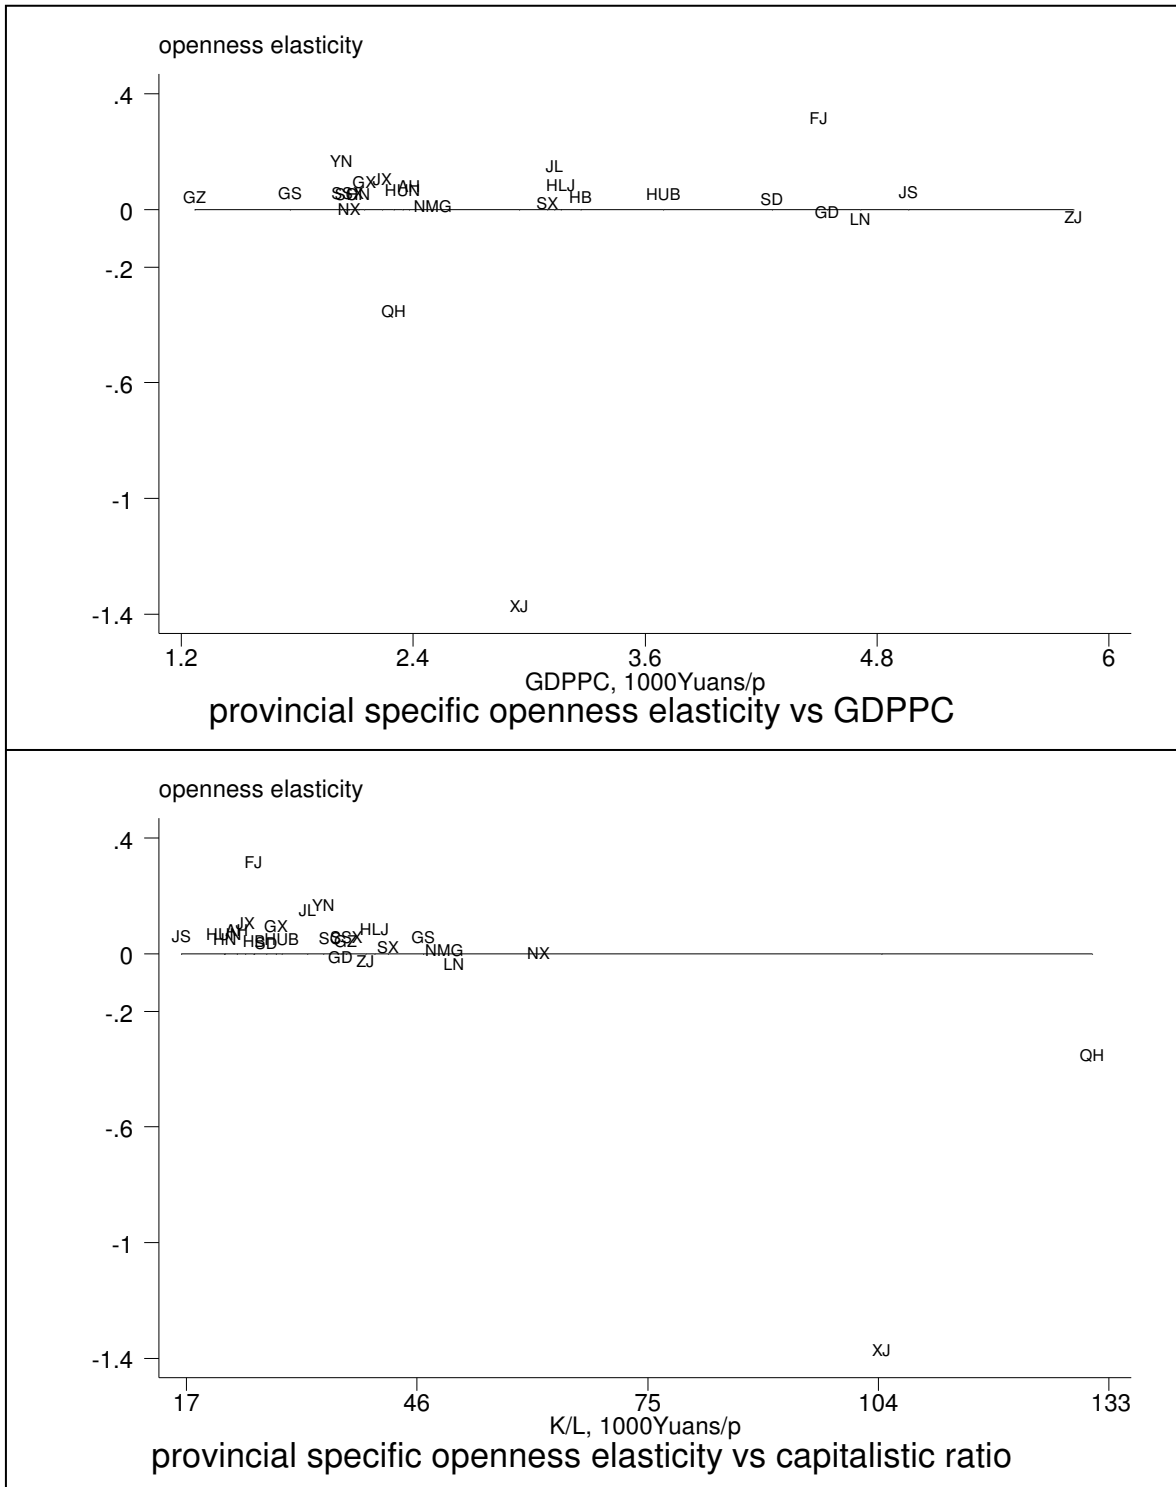 openness elasticity
.4
FJ
YN
JL
GX JX AH
HLJ
GZ
GS
HUN
HB
HUB
SD
JS
NX
NMG
SX
0
GD
LN
ZJ
-.2
QH
-.6
-1
-1.4
XJ
1.2 2.4 3.6 4.8 6
GDPPC, 1000Yuans/p
provincial specific openness elasticity vs GDPPC
openness elasticity
.4
FJ
JL YN
JX
GX
HLJ
JS
AH
HUB
SSX
GS
SD
GZ
SX
NMG
NX
0
GD
ZJ
LN
-.2
QH
-.6
-1
-1.4
XJ
17 46 75 104 133
K/L, 1000Yuans/p
provincial specific openness elasticity vs capitalistic ratio